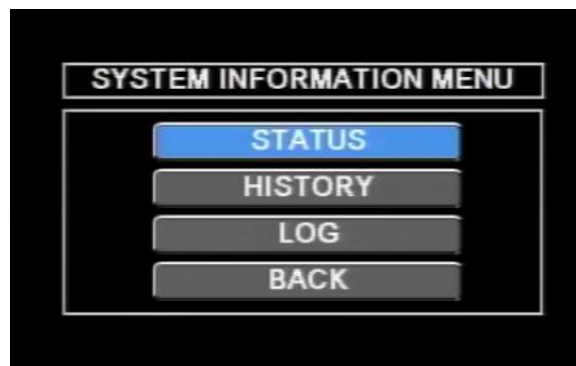 SYSTEM INFORMATION MENU
STATUS
HISTORY
LOG
BACK